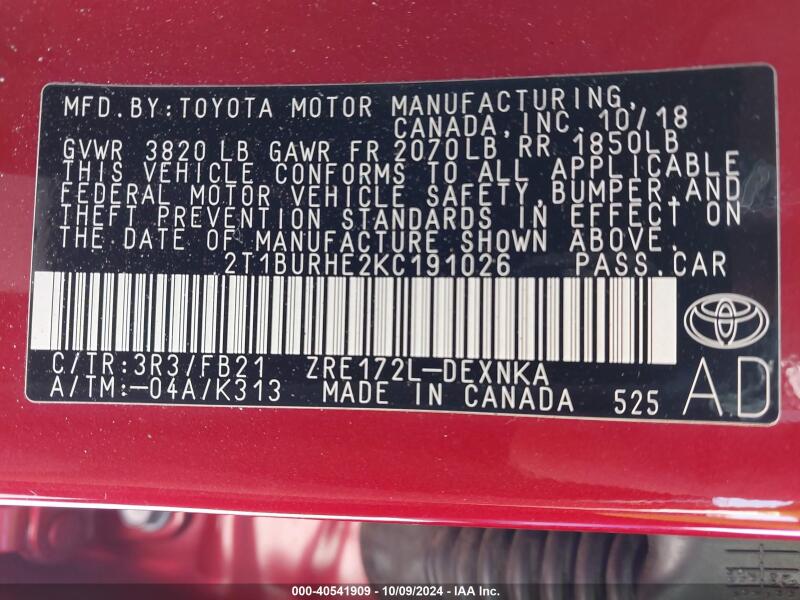 MFD.BY:TOYOTA MOTOR MANUFACTURING,
CANADA,INC. 10/18
GVWR 3820 LB GAWR FR 2070LB RR 1850LB
THIS VEHICLE CONFORMS TO ALL APPLICABLE
FEDERAL MOTOR VEHICLE SAFETY,BUMPER,AND
THEFT PREVENTION STANDARDS IN EFFECT ON
THE DATE OF MANUFACTURE SHOWN ABOVE.
2T1BURHE2KC191026 PASS.CAR
C/TR:3R3/FB21 ZRE172L-DEXNKA
A/TM:-04A/K313 MADE IN CANADA 525 AD
000-40541909 - 10/09/2024 - IAA Inc.